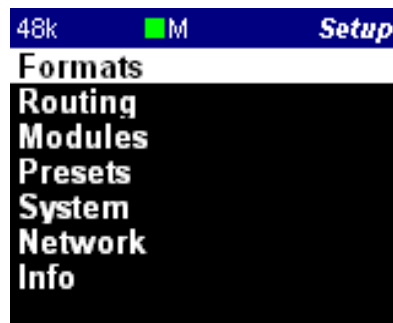 48k M Setup
Formats
Routing
Modules
Presets
System
Network
Info